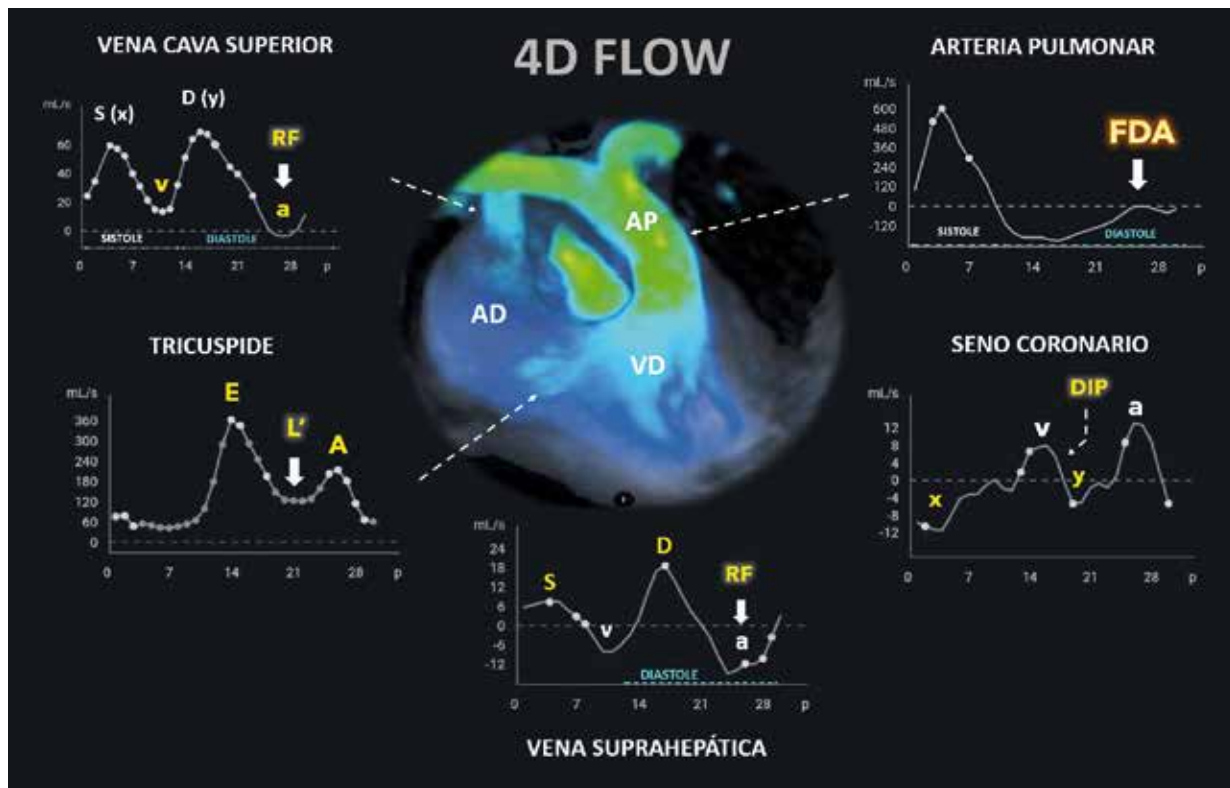 4D FLOW
VENA CAVA SUPERIOR
mL/s
S (x)
D (y)
RF
v
a
60
40
20
0
SISTOLE
DIASTOLE
0 7 14 21 28 p
ARTERIA PULMONAR
mL/s
600
480
360
240
120
0
-120
FDA
SISTOLE
DIASTOLE
0 7 14 21 28 p
AP
AD
VD
TRICUSPIDE
mL/s
E
L'
A
360
300
240
180
120
60
0
0 7 14 21 28 p
SENO CORONARIO
mL/s
DIP
v
a
x
y
12
8
4
0
-4
-8
-12
0 7 14 21 28 p
mL/s
S
D
RF
v
a
24
18
12
6
0
-6
-12
DIASTOLE
0 7 14 21 28 p
VENA SUPRAHEPÁTICA